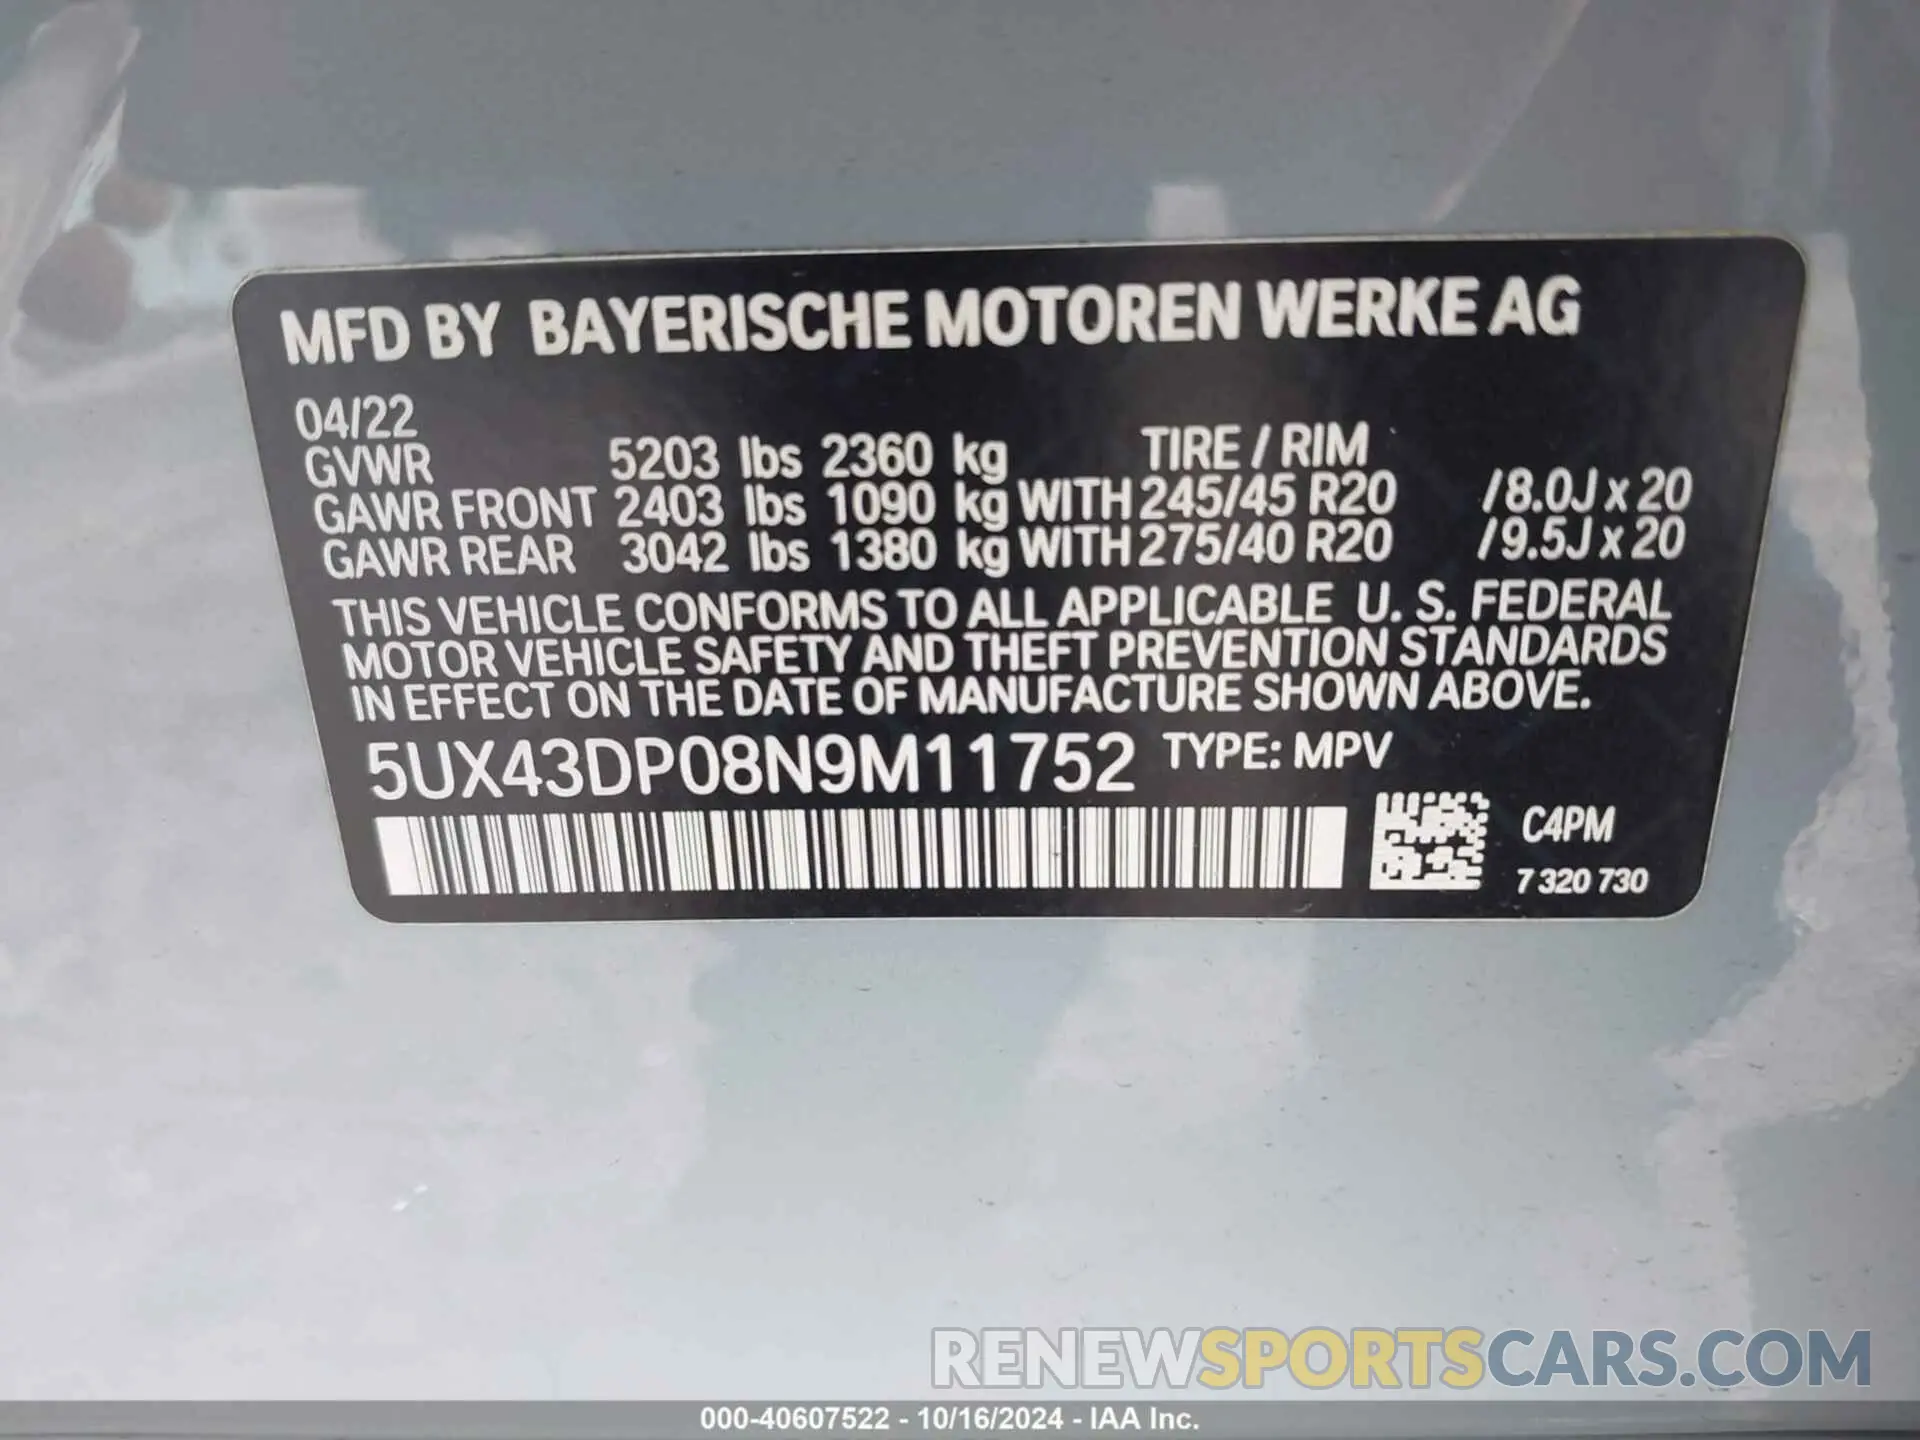 MFD BY BAYERISCHE MOTOREN WERKE AG
04/22
GVWR 5203 lbs 2360 kg TIRE / RIM
GAWR FRONT 2403 lbs 1090 kg WITH 245/45 R20 /8.0J x 20
GAWR REAR 3042 lbs 1380 kg WITH 275/40 R20 /9.5J x 20
THIS VEHICLE CONFORMS TO ALL APPLICABLE U. S. FEDERAL
MOTOR VEHICLE SAFETY AND THEFT PREVENTION STANDARDS
IN EFFECT ON THE DATE OF MANUFACTURE SHOWN ABOVE.
5UX43DP08N9M11752 TYPE: MPV
C4PM
7 320 730
RENEWSPORTSCARS.COM
000-40607522 - 10/16/2024 - IAA Inc.